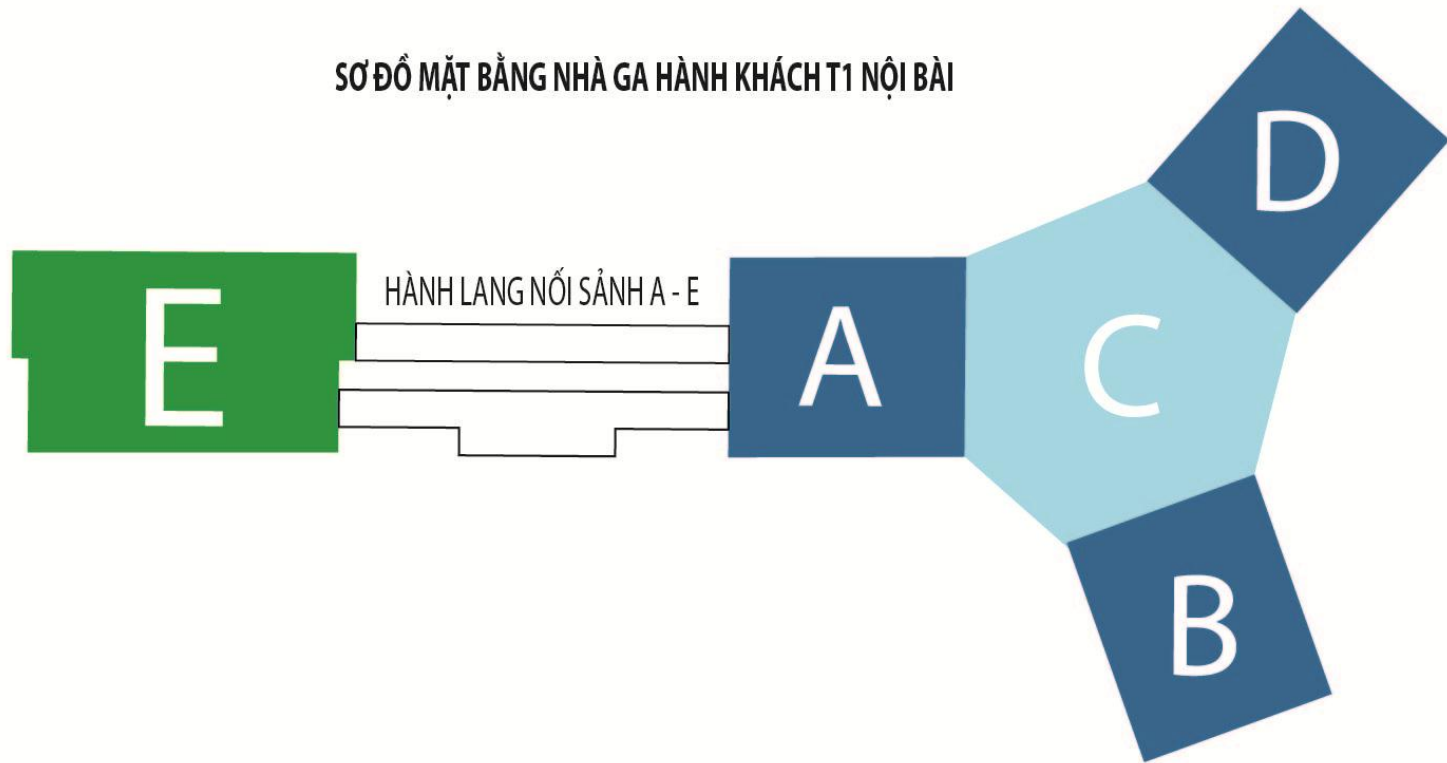 SƠ ĐỒ MẶT BẰNG NHÀ GA HÀNH KHÁCH T1 NỘI BÀI
D
HÀNH LANG NỐI SẢNH A - E
E
A
C
B